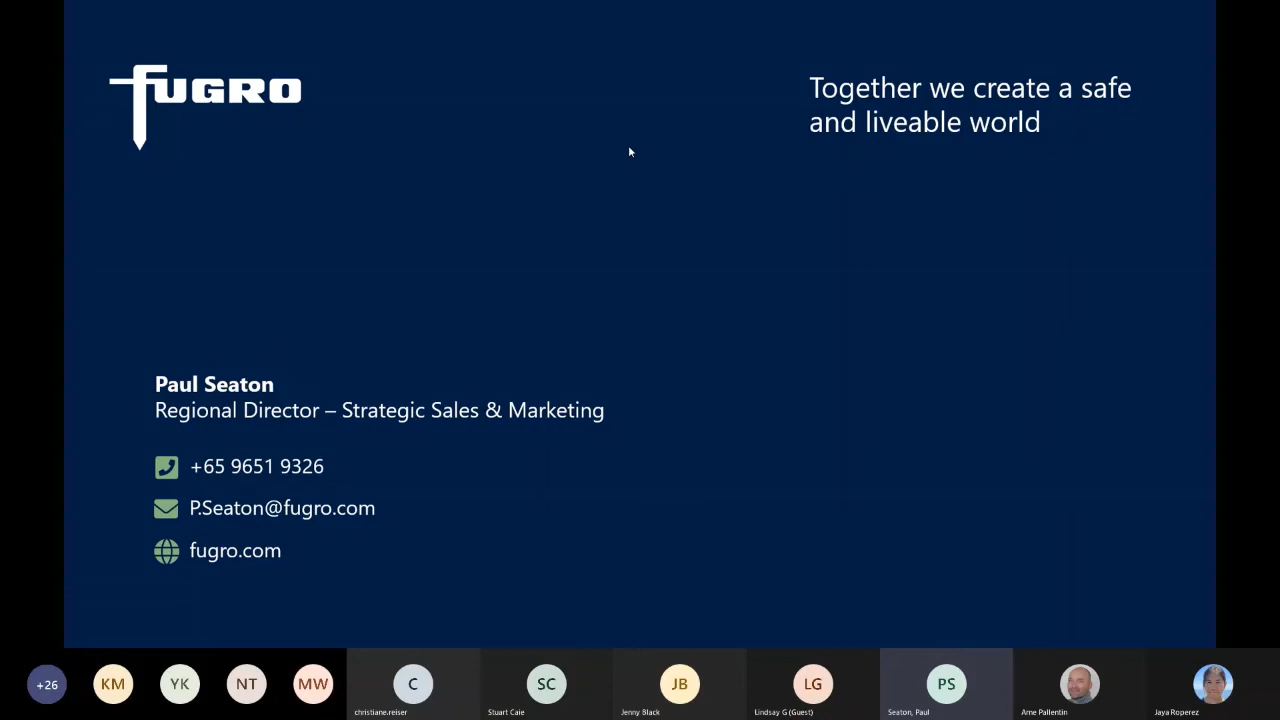 fugro
Together we create a safe
and liveable world
Paul Seaton
Regional Director – Strategic Sales & Marketing
+65 9651 9326
P.Seaton@fugro.com
fugro.com
+26
KM
YK
NT
MW
C
SC
JB
LG
PS
christiane.reiser
Stuart Caie
Jenny Black
Lindsay G (Guest)
Seaton, Paul
Arne Pallentin
Jaya Roperez